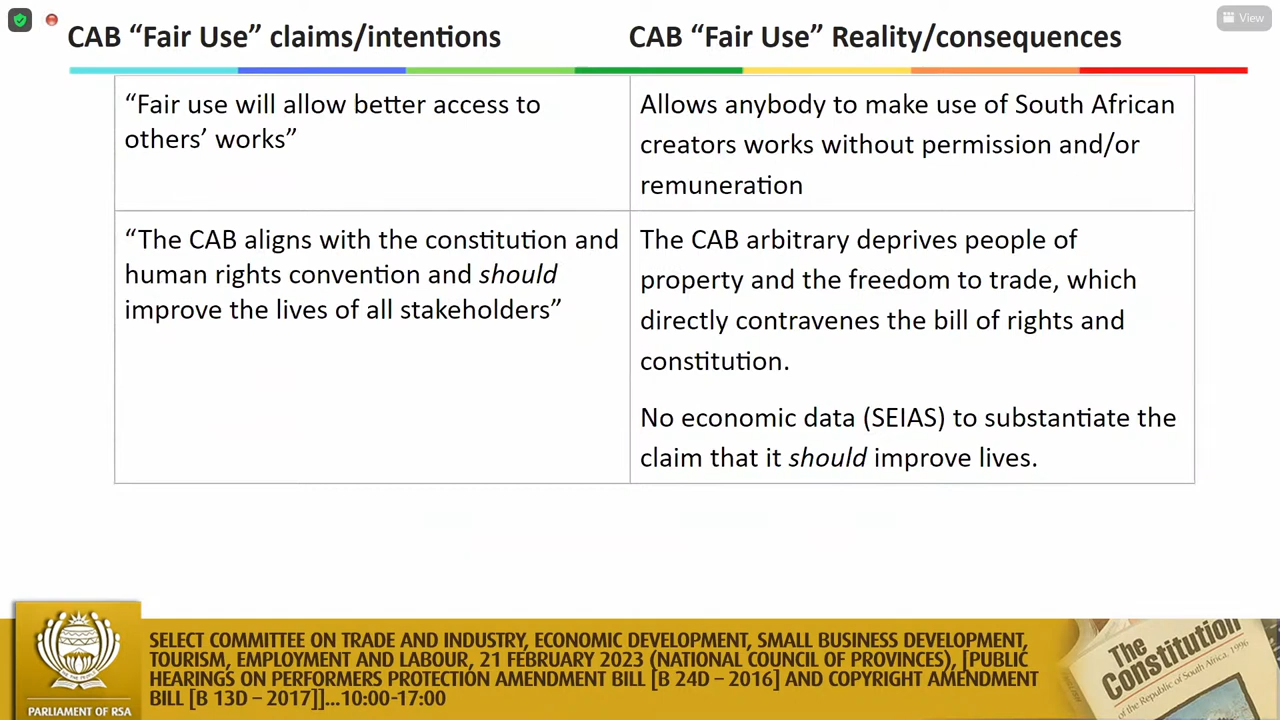 View
CAB “Fair Use” claims/intentions
CAB “Fair Use” Reality/consequences
“Fair use will allow better access to
others’ works”
Allows anybody to make use of South African
creators works without permission and/or
remuneration
“The CAB aligns with the constitution and
human rights convention and should
improve the lives of all stakeholders”
The CAB arbitrary deprives people of
property and the freedom to trade, which
directly contravenes the bill of rights and
constitution.
No economic data (SEIAS) to substantiate the
claim that it should improve lives.
SELECT COMMITTEE ON TRADE AND INDUSTRY, ECONOMIC DEVELOPMENT, SMALL BUSINESS DEVELOPMENT,
TOURISM, EMPLOYMENT AND LABOUR, 21 FEBRUARY 2023 (NATIONAL COUNCIL OF PROVINCES), [PUBLIC
HEARINGS ON PERFORMERS PROTECTION AMENDMENT BILL [B 24D – 2016] AND COPYRIGHT AMENDMENT
BILL [B 13D – 2017]]...10:00-17:00
PARLIAMENT OF RSA
The
Constitution
of the Republic of South Africa, 1996